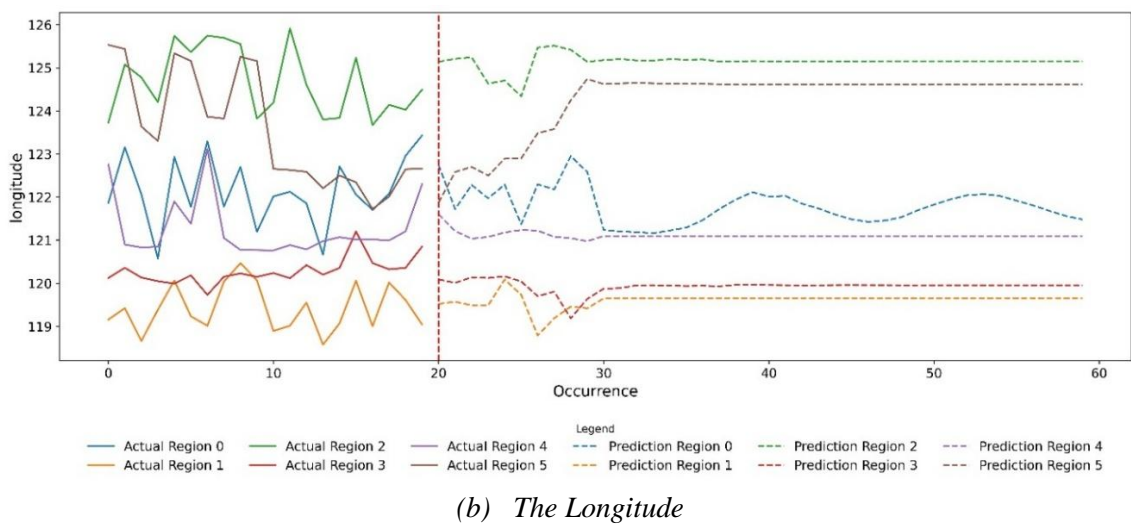 126
125
124
123
122
121
120
119
longitude
0
10
20
30
40
50
60
Occurrence
Legend
Actual Region 0
Actual Region 2
Actual Region 4
Prediction Region 0
Prediction Region 2
Prediction Region 4
Actual Region 1
Actual Region 3
Actual Region 5
Prediction Region 1
Prediction Region 3
Prediction Region 5
(b) The Longitude